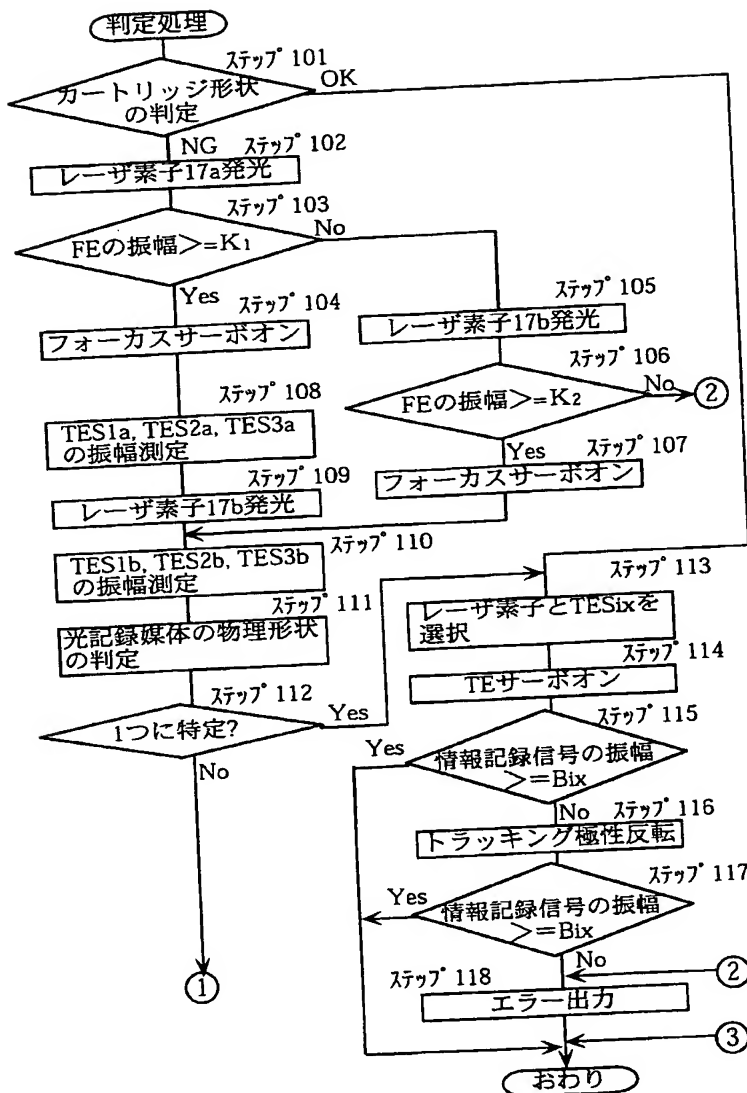 判定処理
ステップ 101
カートリッジ形状
の判定
OK
NG
ステップ 102
レーザ素子17a発光
ステップ 103
FEの振幅>=K1
No
Yes
ステップ 104
フォーカスサーボオン
ステップ 105
レーザ素子17b発光
ステップ 106
FEの振幅>=K2
No
②
Yes
ステップ 107
フォーカスサーボオン
ステップ 108
TES1a, TES2a, TES3a
の振幅測定
ステップ 109
レーザ素子17b発光
ステップ 110
TES1b, TES2b, TES3b
の振幅測定
ステップ 111
光記録媒体の物理形状
の判定
ステップ 112
1つに特定?
Yes
No
①
ステップ 113
レーザ素子とTESixを
選択
ステップ 114
TEサーボオン
ステップ 115
情報記録信号の振幅
>=Bix
Yes
No
ステップ 116
トラッキング極性反転
ステップ 117
情報記録信号の振幅
>=Bix
Yes
No
②
ステップ 118
エラー出力
③
おわり